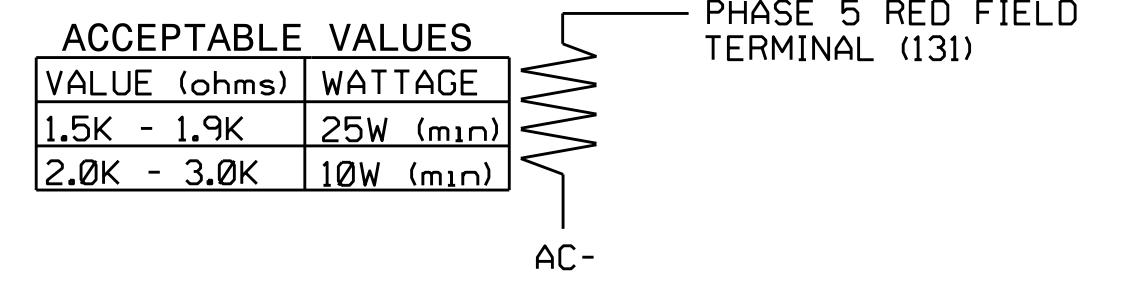 PHASE 5 RED FIELD
TERMINAL (131)
ACCEPTABLE VALUES
VALUE (ohms) WATTAGE
1.5K - 1.9K 25W (min)
2.0K - 3.0K 10W (min)
AC-